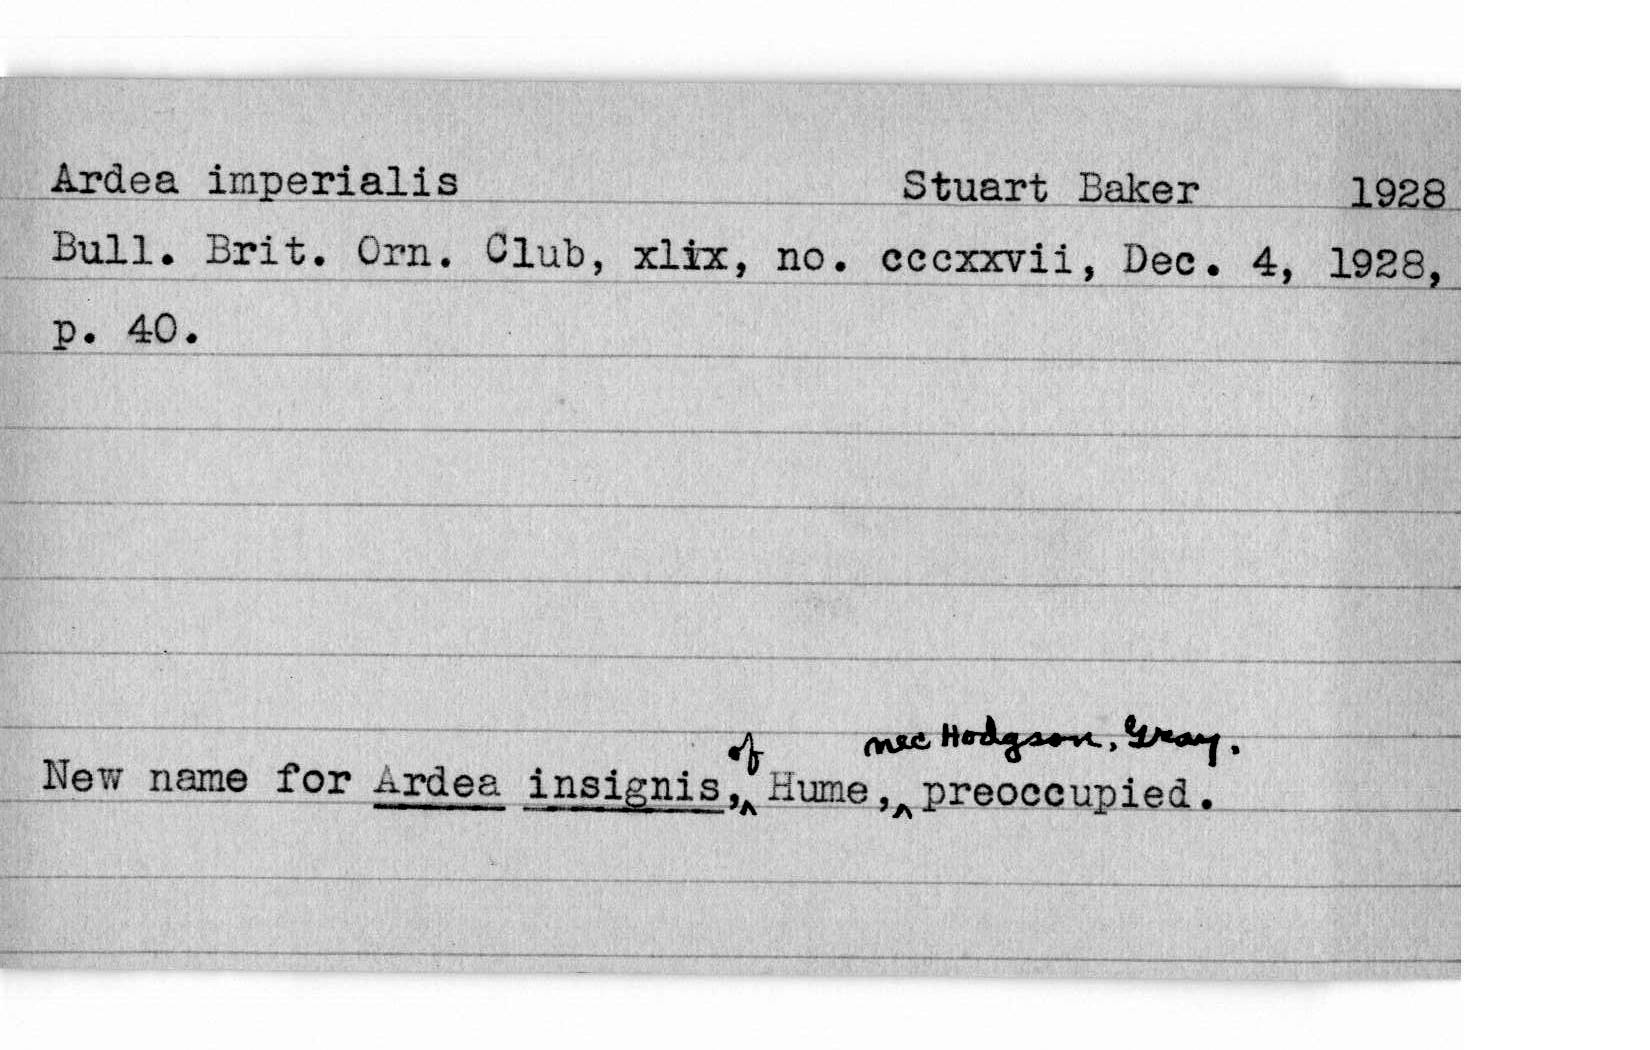 Ardea imperialis Stuart Baker 1928
Bull. Brit. Orn. Club, xlix, no. cccxxvii, Dec. 4, 1928,
p. 40.
of nec Hodgson, Gray.
New name for Ardea insignis,‸ Hume,‸ preoccupied.